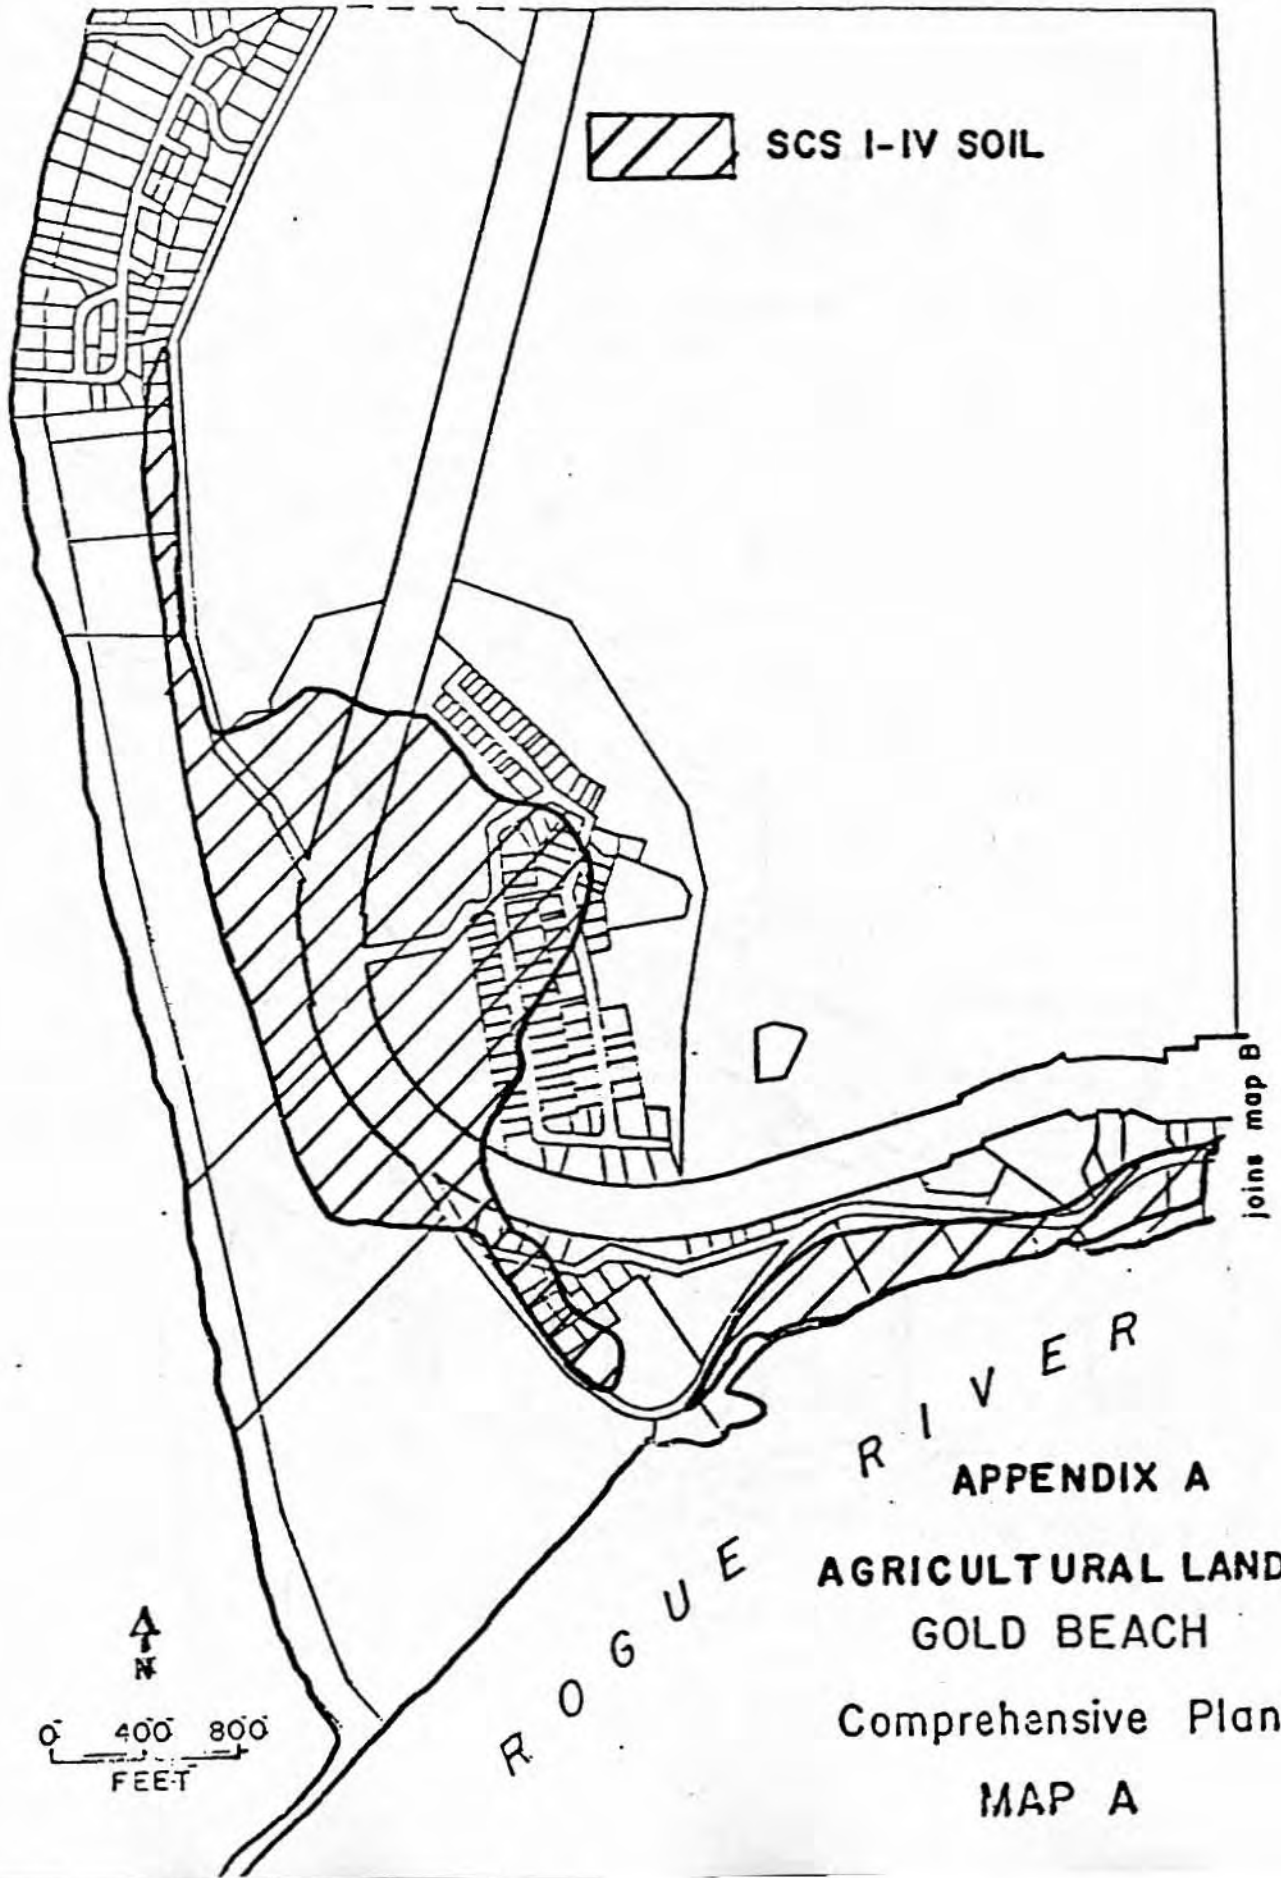 SCS I-IV SOIL
joins map B
ROGUE RIVER
APPENDIX A
AGRICULTURAL LAND
GOLD BEACH
Comprehensive Plan
MAP A
N
0 400 800
FEET